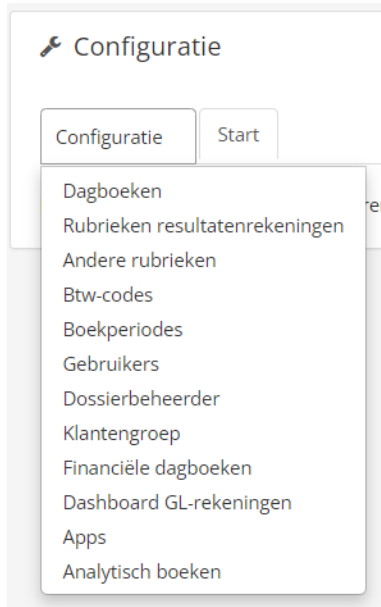 Configuratie
Configuratie Start
Dagboeken
Rubrieken resultatenrekeningen
Andere rubrieken
Btw-codes
Boekperiodes
Gebruikers
Dossierbeheerder
Klantengroep
Financiële dagboeken
Dashboard GL-rekeningen
Apps
Analytisch boeken